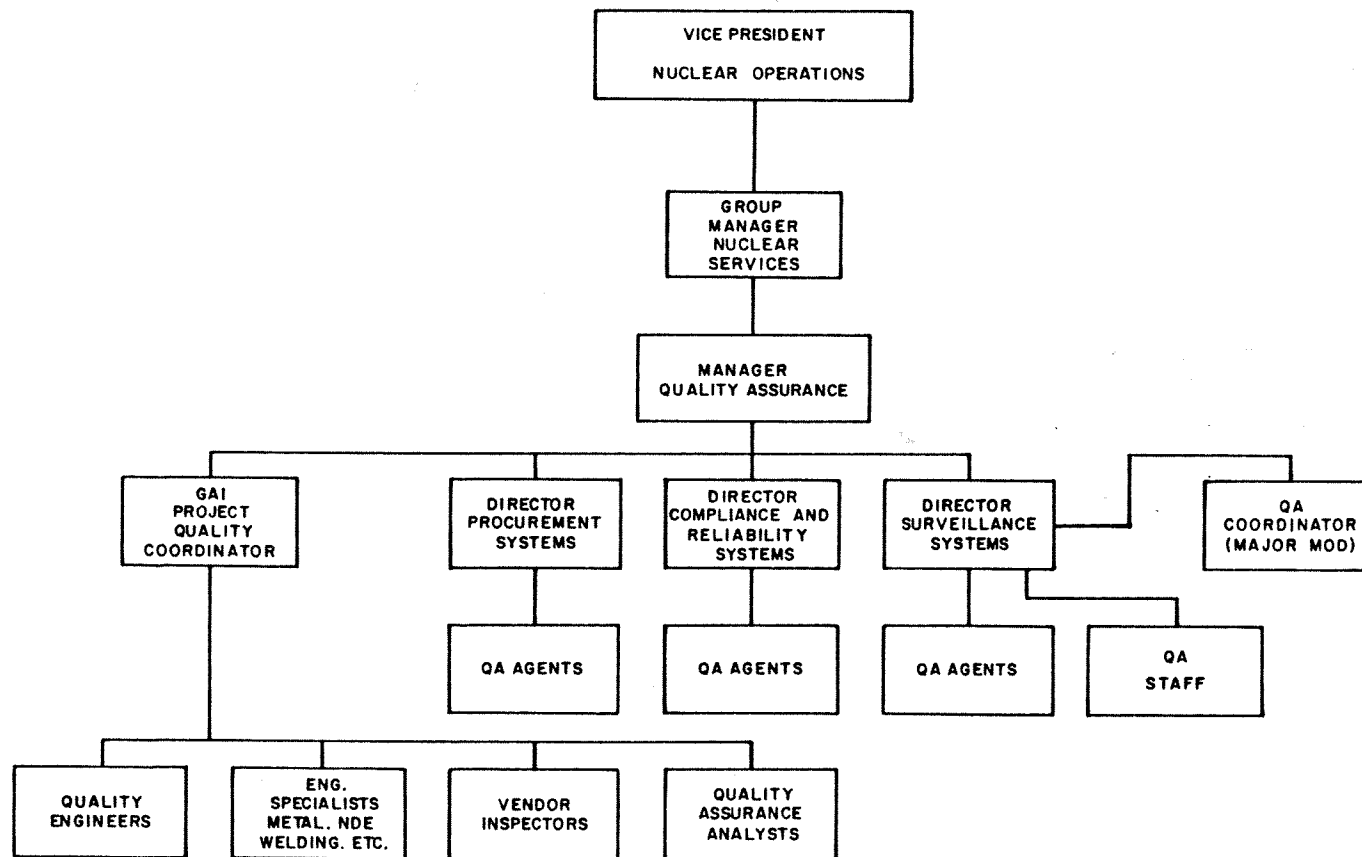 VICE PRESIDENT
NUCLEAR OPERATIONS
GROUP
MANAGER
NUCLEAR
SERVICES
MANAGER
QUALITY ASSURANCE
GAI
PROJECT
QUALITY
COORDINATOR
DIRECTOR
PROCUREMENT
SYSTEMS
DIRECTOR
COMPLIANCE AND
RELIABILITY
SYSTEMS
DIRECTOR
SURVEILLANCE
SYSTEMS
QA
COORDINATOR
(MAJOR MOD)
QA AGENTS
QA AGENTS
QA AGENTS
QA
STAFF
QUALITY
ENGINEERS
ENG.
SPECIALISTS
METAL. NDE
WELDING. ETC.
VENDOR
INSPECTORS
QUALITY
ASSURANCE
ANALYSTS